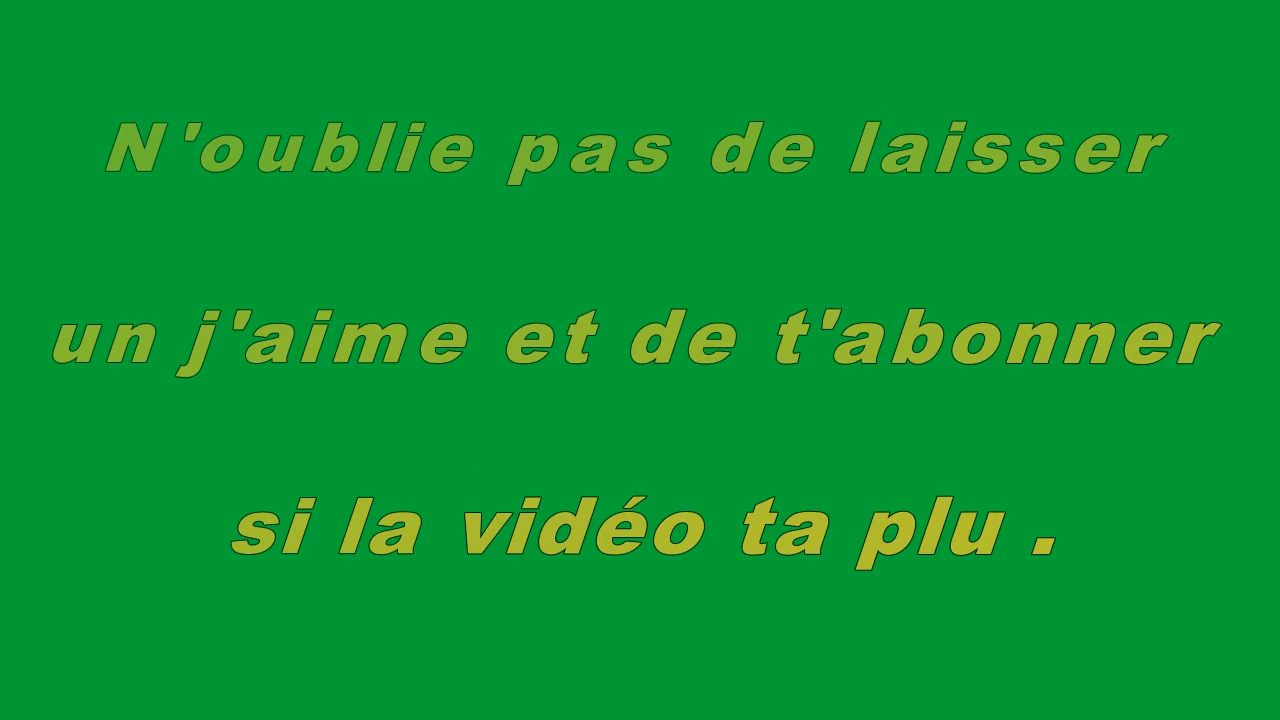 N'oublie pas de laisser
un j'aime et de t'abonner
si la vidéo ta plu .